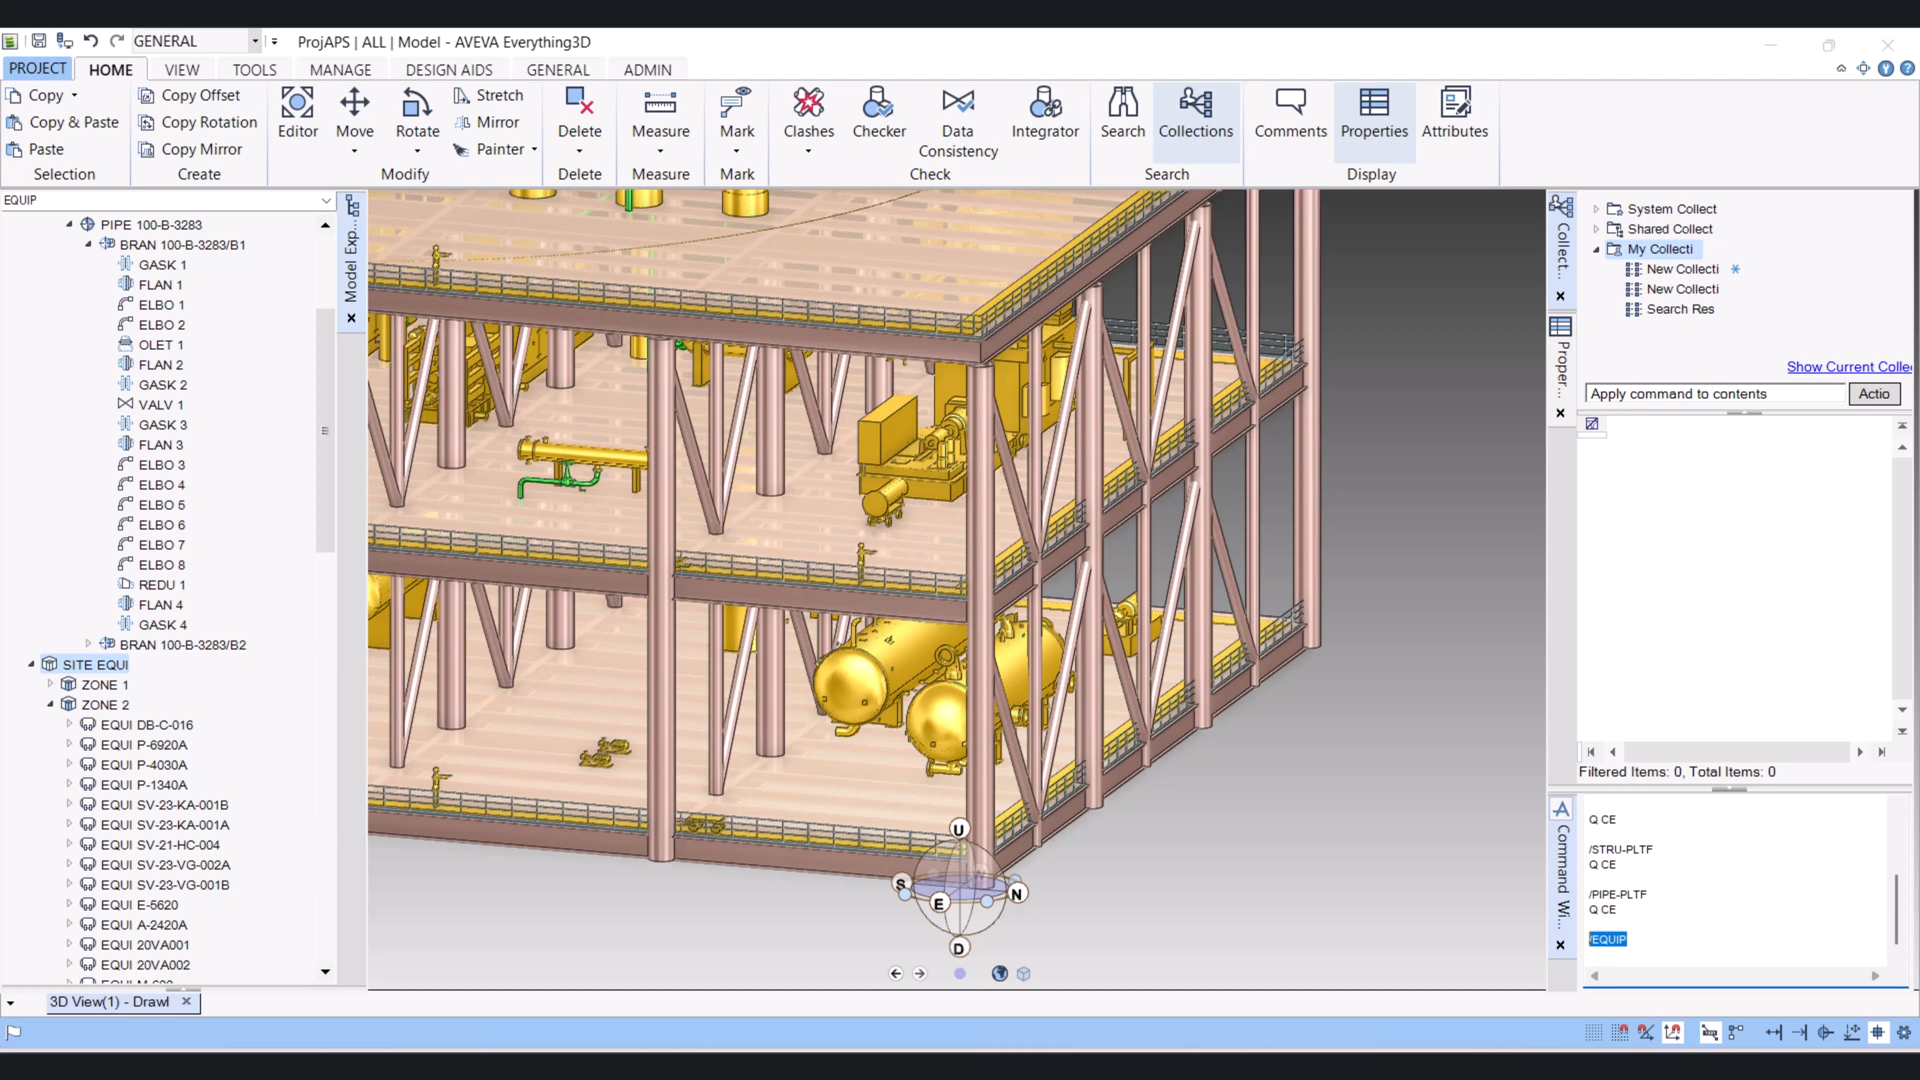 GENERAL
ProjAPS | ALL | Model - AVEVA Everything3D
PROJECT
HOME
VIEW
TOOLS
MANAGE
DESIGN AIDS
GENERAL
ADMIN
Copy
Copy & Paste
Paste
Selection
Copy Offset
Copy Rotation
Copy Mirror
Create
Editor
Move
Rotate
Stretch
Mirror
Painter
Modify
Delete
Delete
Measure
Measure
Mark
Mark
Clashes
Checker
Data
Consistency
Integrator
Check
Search
Collections
Search
Comments
Properties
Attributes
Display
EQUIP
PIPE 100-B-3283
BRAN 100-B-3283/B1
GASK 1
FLAN 1
ELBO 1
ELBO 2
OLET 1
FLAN 2
GASK 2
VALV 1
GASK 3
FLAN 3
ELBO 3
ELBO 4
ELBO 5
ELBO 6
ELBO 7
ELBO 8
REDU 1
FLAN 4
GASK 4
BRAN 100-B-3283/B2
SITE EQUI
ZONE 1
ZONE 2
EQUI DB-C-016
EQUI P-6920A
EQUI P-4030A
EQUI P-1340A
EQUI SV-23-KA-001B
EQUI SV-23-KA-001A
EQUI SV-21-HC-004
EQUI SV-23-VG-002A
EQUI SV-23-VG-001B
EQUI E-5620
EQUI A-2420A
EQUI 20VA001
EQUI 20VA002
Model Exp...
U
S
E
N
D
Collect...
Proper...
System Collect
Shared Collect
My Collecti
New Collecti
New Collecti
Search Res
Show Current Colle
Apply command to contents
Actio
Filtered Items: 0, Total Items: 0
Command Wi...
Q CE
/STRU-PLTF
Q CE
/PIPE-PLTF
Q CE
/EQUIP
3D View(1) - Drawl